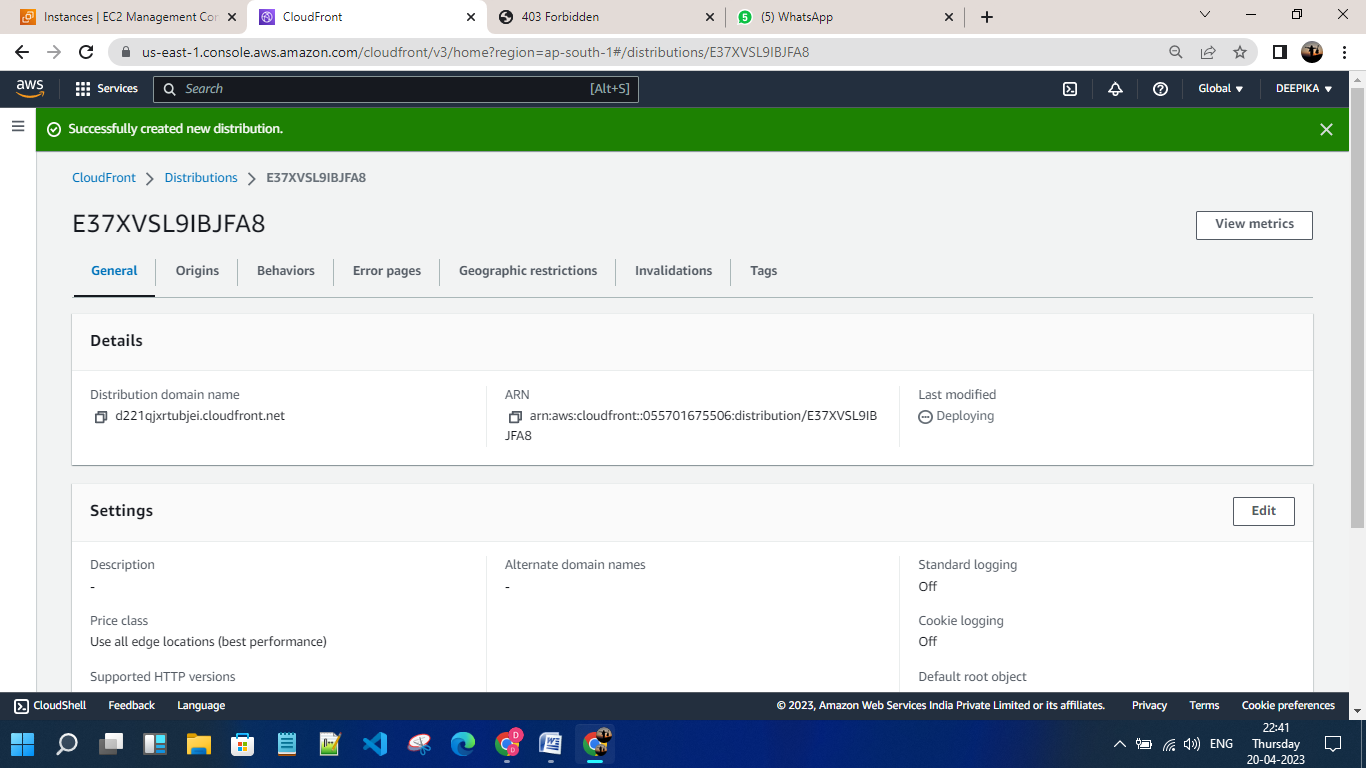 Instances | EC2 Management Con
CloudFront
403 Forbidden
(5) WhatsApp
us-east-1.console.aws.amazon.com/cloudfront/v3/home?region=ap-south-1#/distributions/E37XVSL9IBJFA8
aws
Services
Search
[Alt+S]
Global
DEEPIKA
Successfully created new distribution.
CloudFront
Distributions
E37XVSL9IBJFA8
E37XVSL9IBJFA8
View metrics
General
Origins
Behaviors
Error pages
Geographic restrictions
Invalidations
Tags
Details
Distribution domain name
d221qjxrtubjei.cloudfront.net
ARN
arn:aws:cloudfront::055701675506:distribution/E37XVSL9IB
JFA8
Last modified
Deploying
Settings
Edit
Description
-
Price class
Use all edge locations (best performance)
Supported HTTP versions
Alternate domain names
-
Standard logging
Off
Cookie logging
Off
Default root object
CloudShell
Feedback
Language
© 2023, Amazon Web Services India Private Limited or its affiliates.
Privacy
Terms
Cookie preferences
ENG
22:41
Thursday
20-04-2023